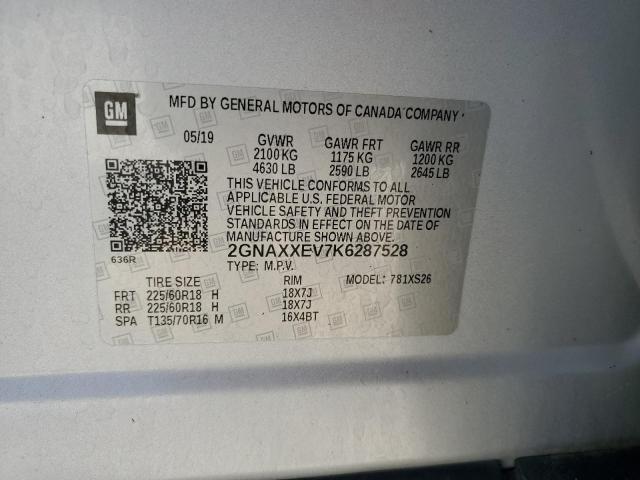 GM
MFD BY GENERAL MOTORS OF CANADA COMPANY
05/19 GVWR GAWR FRT GAWR RR
2100 KG 1175 KG 1200 KG
4630 LB 2590 LB 2645 LB
THIS VEHICLE CONFORMS TO ALL
APPLICABLE U.S. FEDERAL MOTOR
VEHICLE SAFETY AND THEFT PREVENTION
STANDARDS IN EFFECT ON THE DATE OF
MANUFACTURE SHOWN ABOVE.
636R 2GNAXXEV7K6287528
TYPE: M.P.V.
TIRE SIZE RIM MODEL: 781XS26
FRT 225/60R18 H 18X7J
RR 225/60R18 H 18X7J
SPA T135/70R16 M 16X4BT